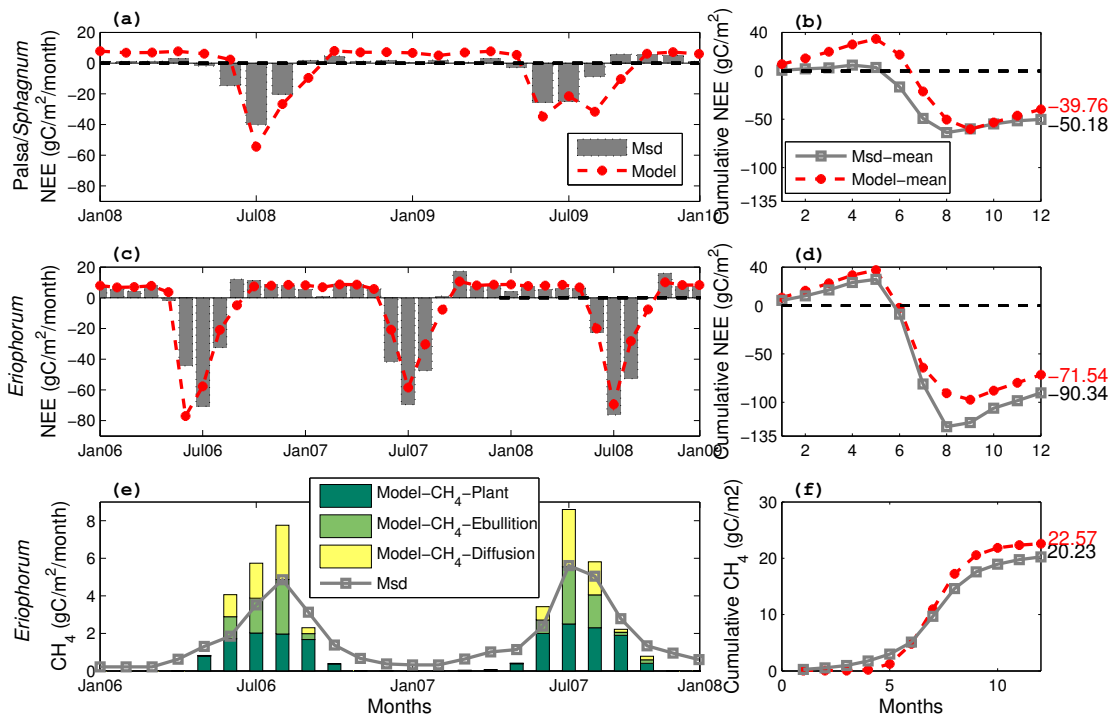 (a)
Palsa/Sphagnum
NEE (gC/m²/month)
20
0
−20
−40
−60
−80
Jan08
Jul08
Jan09
Jul09
Jan10
Msd
Model
(b)
Cumulative NEE (gC/m²)
40
0
−50
−100
−135
2
4
6
8
10
12
−39.76
−50.18
Msd−mean
Model−mean
(c)
Eriophorum
NEE (gC/m²/month)
20
0
−20
−40
−60
−80
Jan06
Jul06
Jan07
Jul07
Jan08
Jul08
Jan09
(d)
Cumulative NEE (gC/m²)
40
0
−50
−100
−135
2
4
6
8
10
12
−71.54
−90.34
(e)
Eriophorum
CH₄ (gC/m²/month)
8
6
4
2
0
Jan06
Jul06
Jan07
Jul07
Jan08
Months
Model−CH₄−Plant
Model−CH₄−Ebullition
Model−CH₄−Diffusion
Msd
(f)
Cumulative CH₄ (gC/m2)
30
20
10
0
0
5
10
Months
22.57
20.23